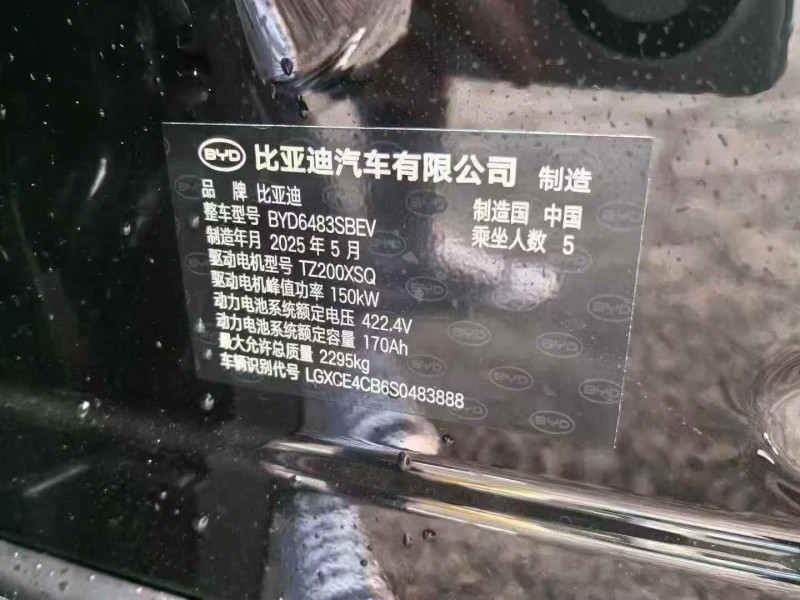 BYD 比亚迪汽车有限公司 制造
品 牌 比亚迪 制造国 中国
整车型号 BYD6483SBEV 乘坐人数 5
制造年月 2025 年 5 月
驱动电机型号 TZ200XSQ
驱动电机峰值功率 150kW
动力电池系统额定电压 422.4V
动力电池系统额定容量 170Ah
最大允许总质量 2295kg
车辆识别代号 LGXCE4CB6S0483888